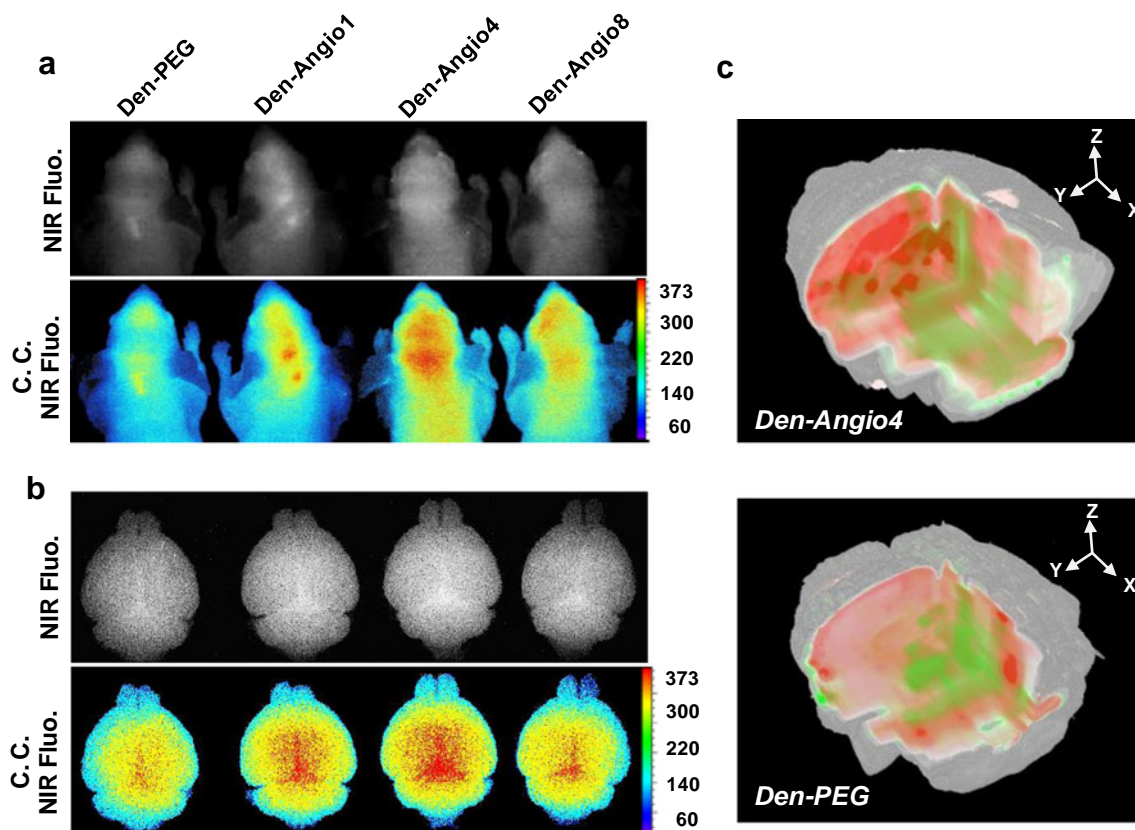 a
Den-PEG
Den-Angio1
Den-Angio4
Den-Angio8
NIR Fluo.
C. C.
NIR Fluo.
373
300
220
140
60
b
NIR Fluo.
C. C.
NIR Fluo.
373
300
220
140
60
c
Z
Y
X
Den-Angio4
Z
Y
X
Den-PEG